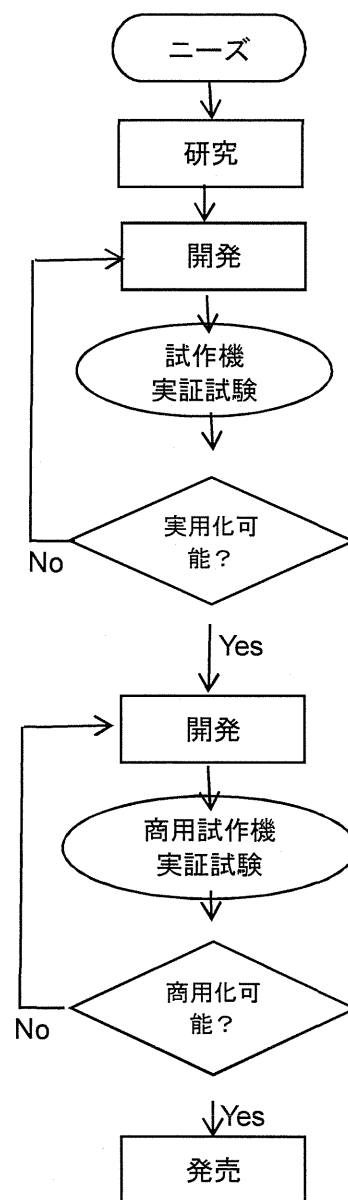 ニーズ
研究
開発
試作機
実証試験
実用化可
能？
No
Yes
開発
商用試作機
実証試験
商用化可
能？
No
Yes
発売